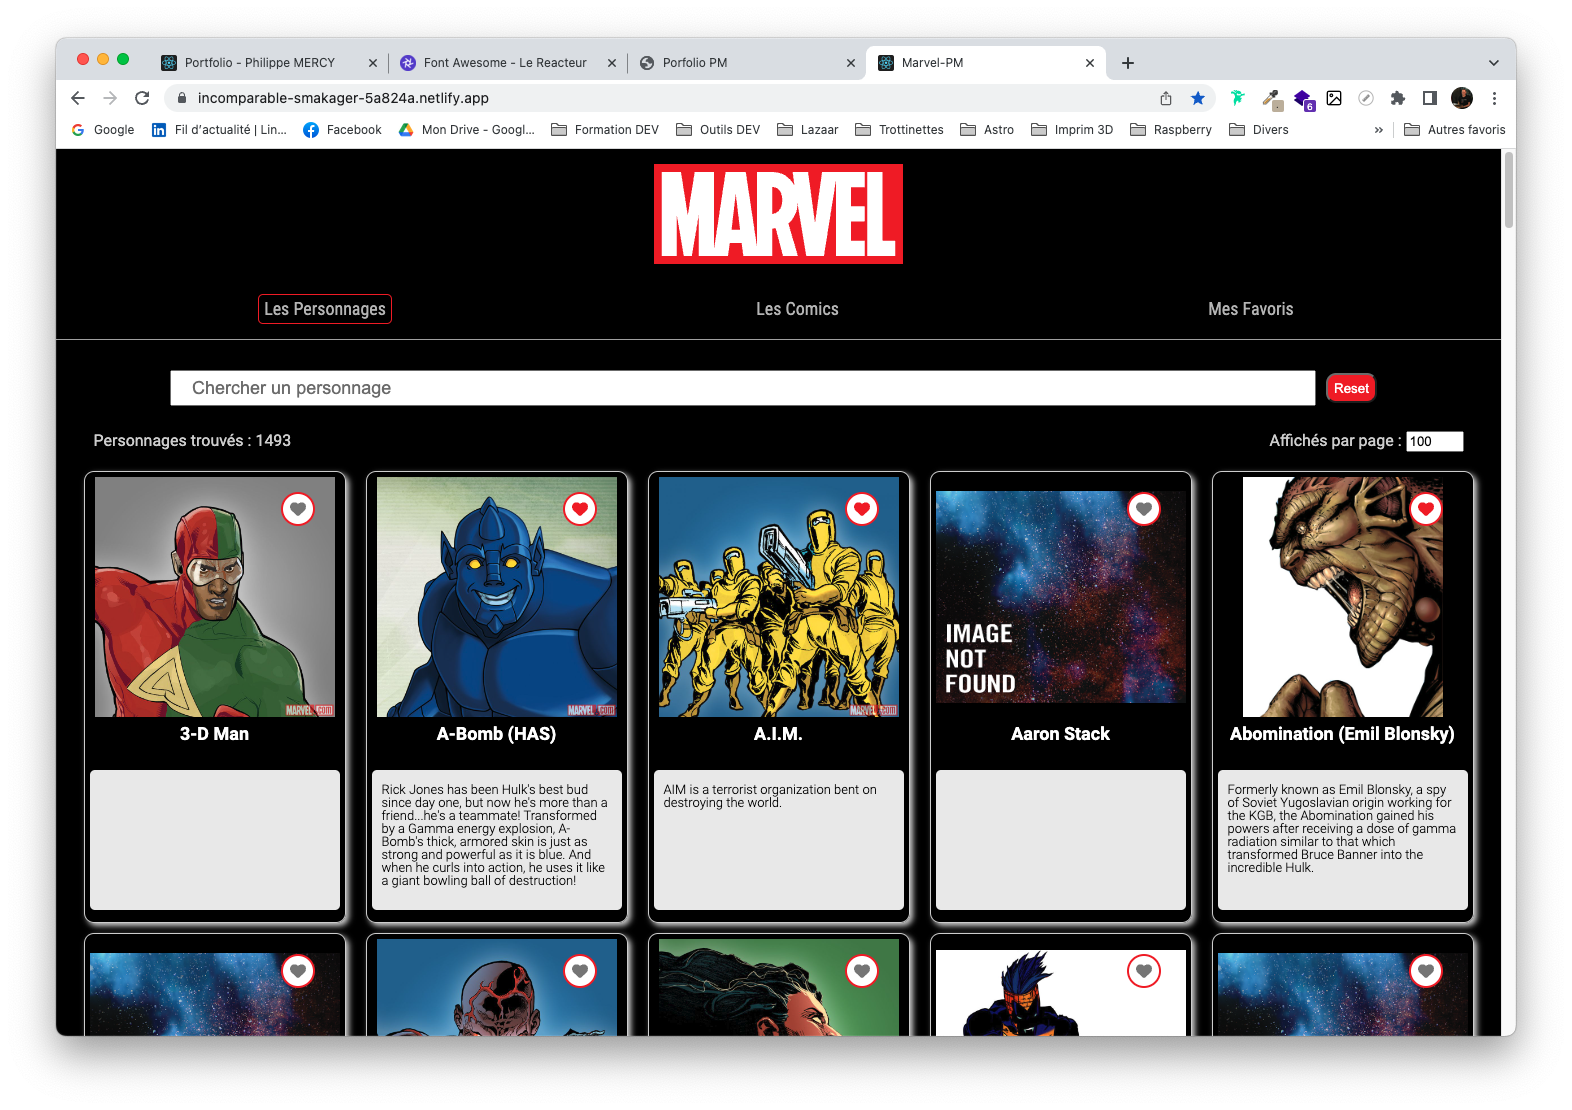 Portfolio - Philippe MERCY
Font Awesome - Le Reacteur
Porfolio PM
Marvel-PM
incomparable-smakager-5a824a.netlify.app
6
Google
Fil d’actualité | Lin...
Facebook
Mon Drive - Googl...
Formation DEV
Outils DEV
Lazaar
Trottinettes
Astro
Imprim 3D
Raspberry
Divers
»
Autres favoris
MARVEL
Les Personnages
Les Comics
Mes Favoris
Chercher un personnage
Reset
Personnages trouvés : 1493
Affichés par page : 100
MARVEL.com
MARVEL.com
MARVEL.com
IMAGE
NOT
FOUND
3-D Man
A-Bomb (HAS)
A.I.M.
Aaron Stack
Abomination (Emil Blonsky)
Rick Jones has been Hulk's best bud
since day one, but now he's more than a
friend...he's a teammate! Transformed
by a Gamma energy explosion, A-
Bomb's thick, armored skin is just as
strong and powerful as it is blue. And
when he curls into action, he uses it like
a giant bowling ball of destruction!
AIM is a terrorist organization bent on
destroying the world.
Formerly known as Emil Blonsky, a spy
of Soviet Yugoslavian origin working for
the KGB, the Abomination gained his
powers after receiving a dose of gamma
radiation similar to that which
transformed Bruce Banner into the
incredible Hulk.